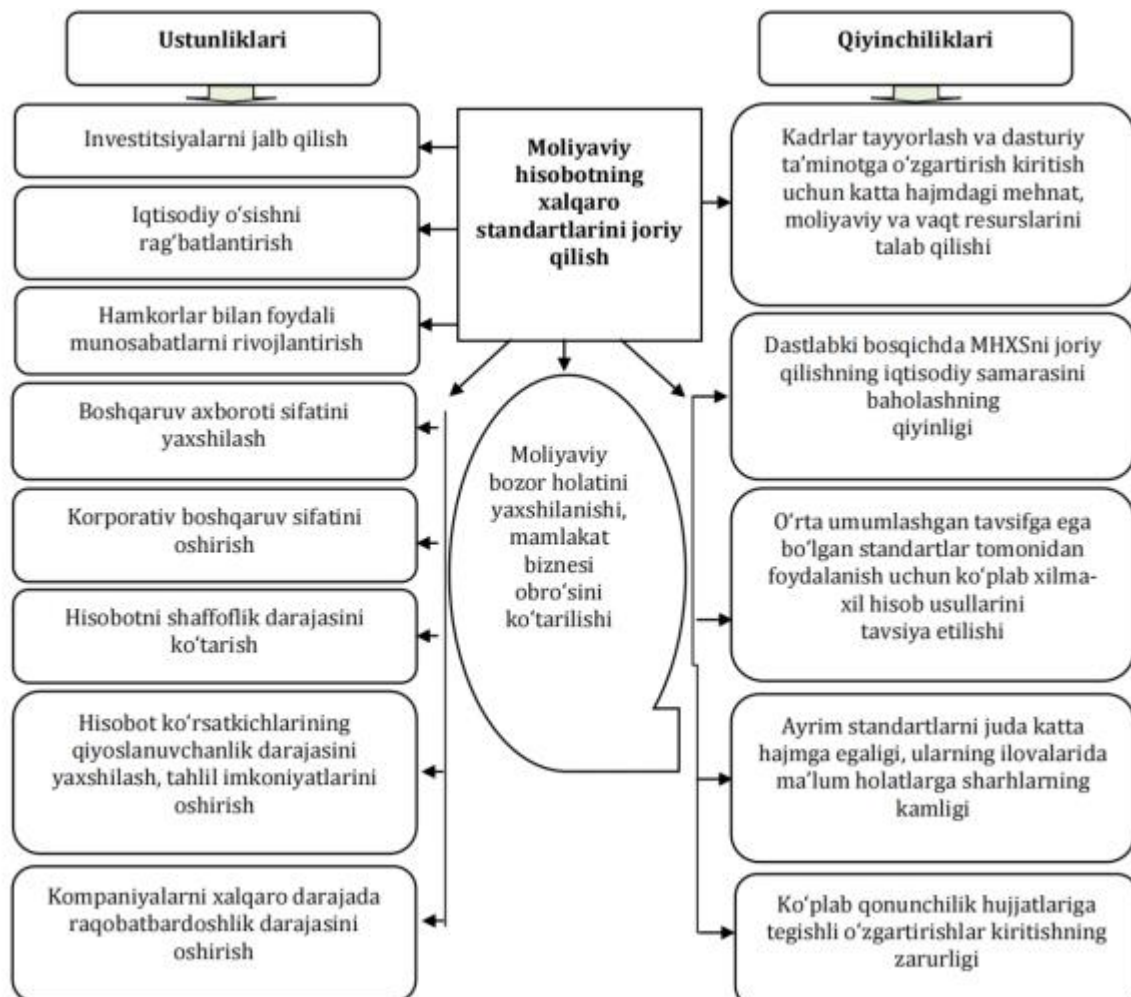 Ustunliklari
Investitsiyalarni jalb qilish
Iqtisodiy o‘sishni
rag‘batlantirish
Hamkorlar bilan foydali
munosabatlarni rivojlantirish
Boshqaruv axboroti sifatini
yaxshilash
Korporativ boshqaruv sifatini
oshirish
Hisobotni shaffoflik darajasini
ko‘tarish
Hisobot ko‘rsatkichlarining
qiyoslanuvchanlik darajasini
yaxshilash, tahlil imkoniyatlarini
oshirish
Kompaniyalarni xalqaro darajada
raqobatbardoshlik darajasini
oshirish
Moliyaviy
hisobotning
xalqaro
standartlarini joriy
qilish
Moliyaviy
bozor holatini
yaxshilanishi,
mamlakat
biznesi
obro‘sini
ko‘tarilishi
Qiyinchiliklari
Kadrlar tayyorlash va dasturiy
ta’minotga o‘zgartirish kiritish
uchun katta hajmdagi mehnat,
moliyaviy va vaqt resurslarini
talab qilishi
Dastlabki bosqichda MHXSni joriy
qilishning iqtisodiy samarasini
baholashning
qiyinligi
O‘rta umumlashgan tavsifga ega
bo‘lgan standartlar tomonidan
foydalanish uchun ko‘plab xilma-
xil hisob usullarini
tavsiya etilishi
Ayrim standartlarni juda katta
hajmga egaligi, ularning ilovalarida
ma’lum holatlarga sharhlarning
kamligi
Ko‘plab qonunchilik hujjatlariga
tegishli o‘zgartirishlar kiritishning
zarurligi